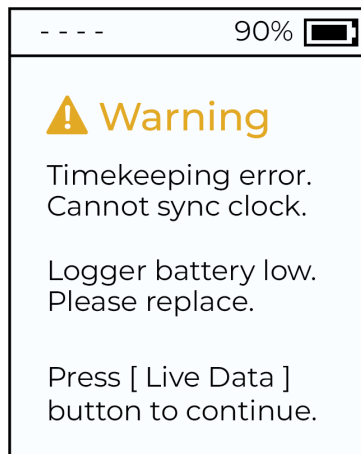 - - - - 90%
Warning
Timekeeping error.
Cannot sync clock.
Logger battery low.
Please replace.
Press [ Live Data ]
button to continue.